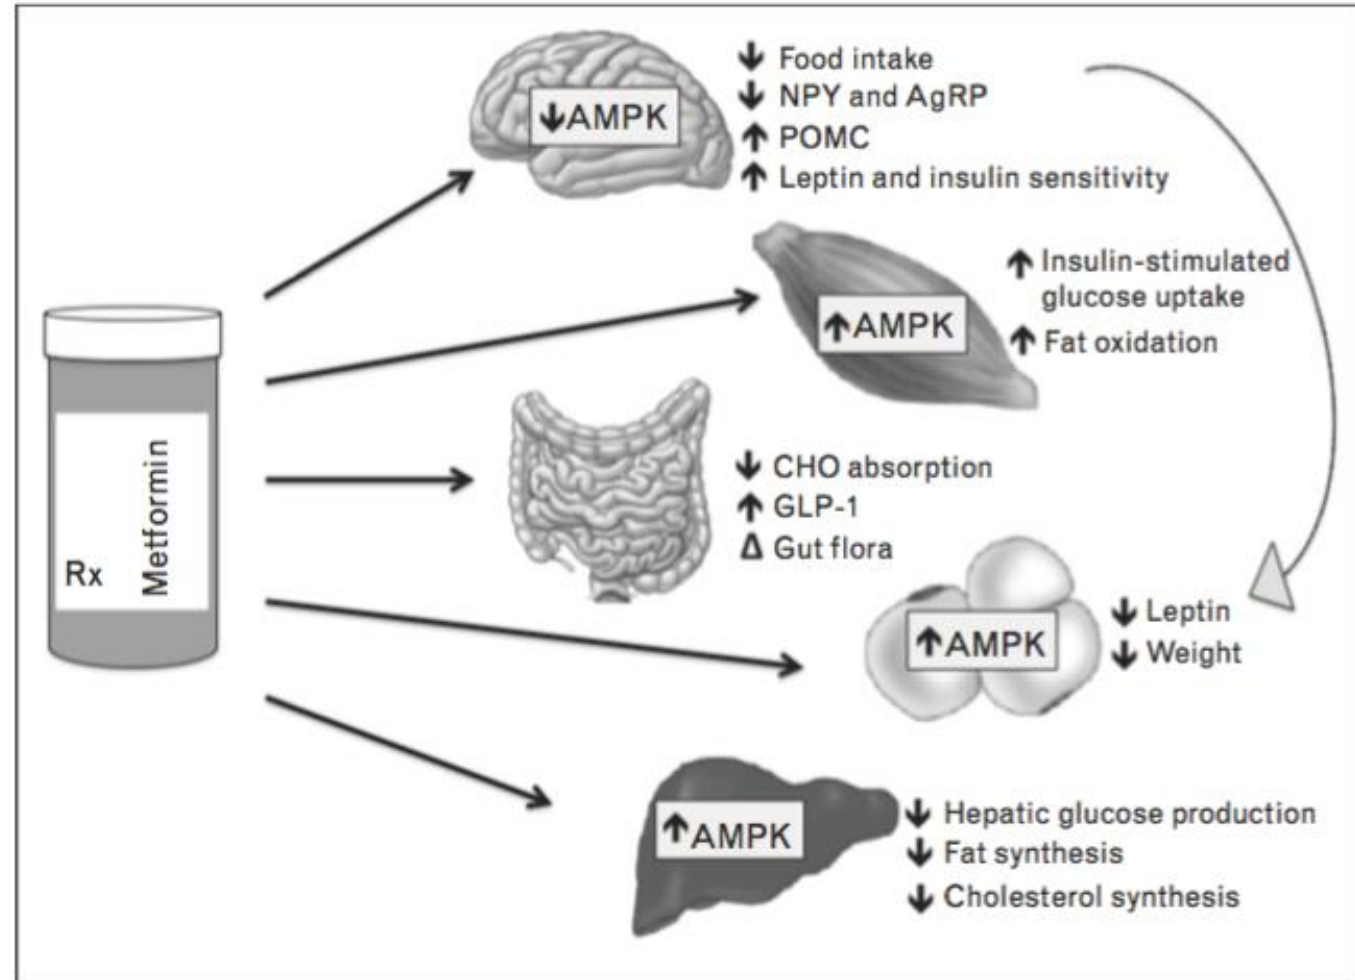 ↓AMPK
↓ Food intake
↓ NPY and AgRP
↑ POMC
↑ Leptin and insulin sensitivity
↑AMPK
↑ Insulin-stimulated
glucose uptake
↑ Fat oxidation
Rx
Metformin
↓ CHO absorption
↑ GLP-1
Δ Gut flora
↑AMPK
↓ Leptin
↓ Weight
↑AMPK
↓ Hepatic glucose production
↓ Fat synthesis
↓ Cholesterol synthesis